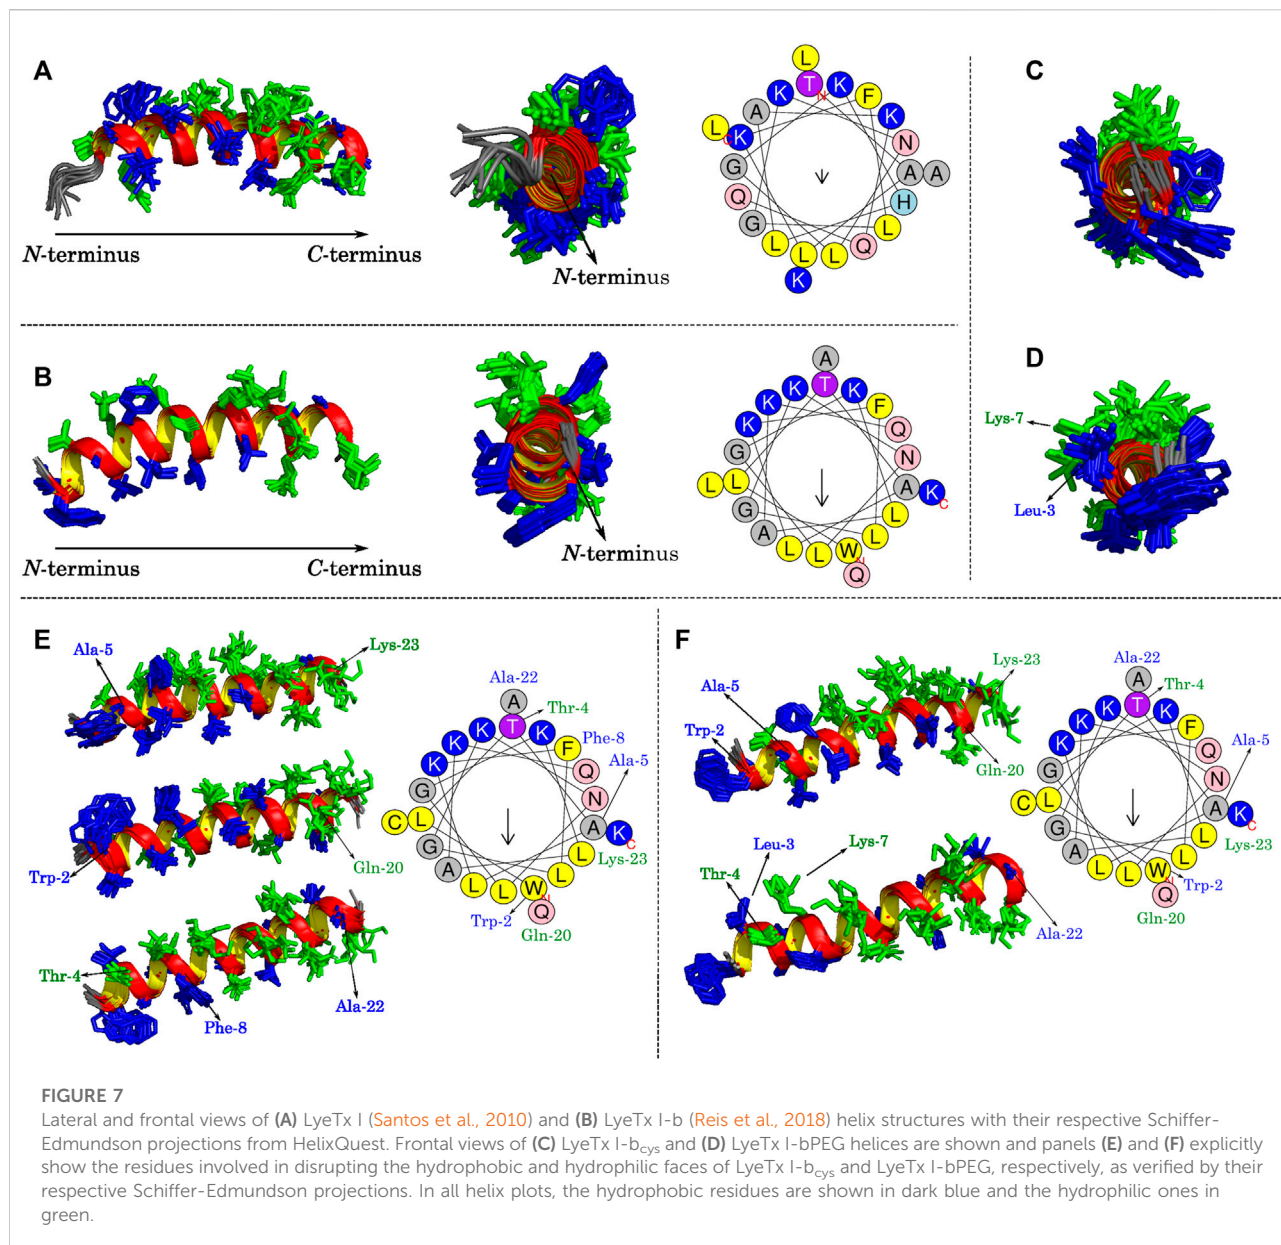 A
N-terminus
C-terminus
N-terminus
L
T
K
F
K
N
A
A
H
L
Q
L
L
K
L
G
Q
G
K
L
A
K
N
C
C
B
N-terminus
C-terminus
N-terminus
A
T
K
F
Q
N
A
K
C
L
L
W
N
Q
L
L
A
G
L
L
G
K
K
K
D
Lys-7
Leu-3
E
Ala-5
Lys-23
Trp-2
Gln-20
Thr-4
Phe-8
Ala-22
Ala-22
A
Thr-4
K
K
T
K
F
Phe-8
K
Q
Ala-5
G
N
C
L
A
K
C
G
L
Lys-23
A
L
L
L
W
N
Trp-2
Q
Gln-20
F
Lys-23
Ala-5
Trp-2
Gln-20
Leu-3
Lys-7
Thr-4
Ala-22
Ala-22
A
Thr-4
K
K
T
K
F
K
Q
Ala-5
G
N
C
L
A
K
C
G
L
Lys-23
A
L
L
L
W
N
Trp-2
Q
Gln-20
FIGURE 7
Lateral and frontal views of (A) LyeTx I (Santos et al., 2010) and (B) LyeTx I-b (Reis et al., 2018) helix structures with their respective Schiffer-
Edmundson projections from HelixQuest. Frontal views of (C) LyeTx I-bcys and (D) LyeTx I-bPEG helices are shown and panels (E) and (F) explicitly
show the residues involved in disrupting the hydrophobic and hydrophilic faces of LyeTx I-bcys and LyeTx I-bPEG, respectively, as verified by their
respective Schiffer-Edmundson projections. In all helix plots, the hydrophobic residues are shown in dark blue and the hydrophilic ones in
green.